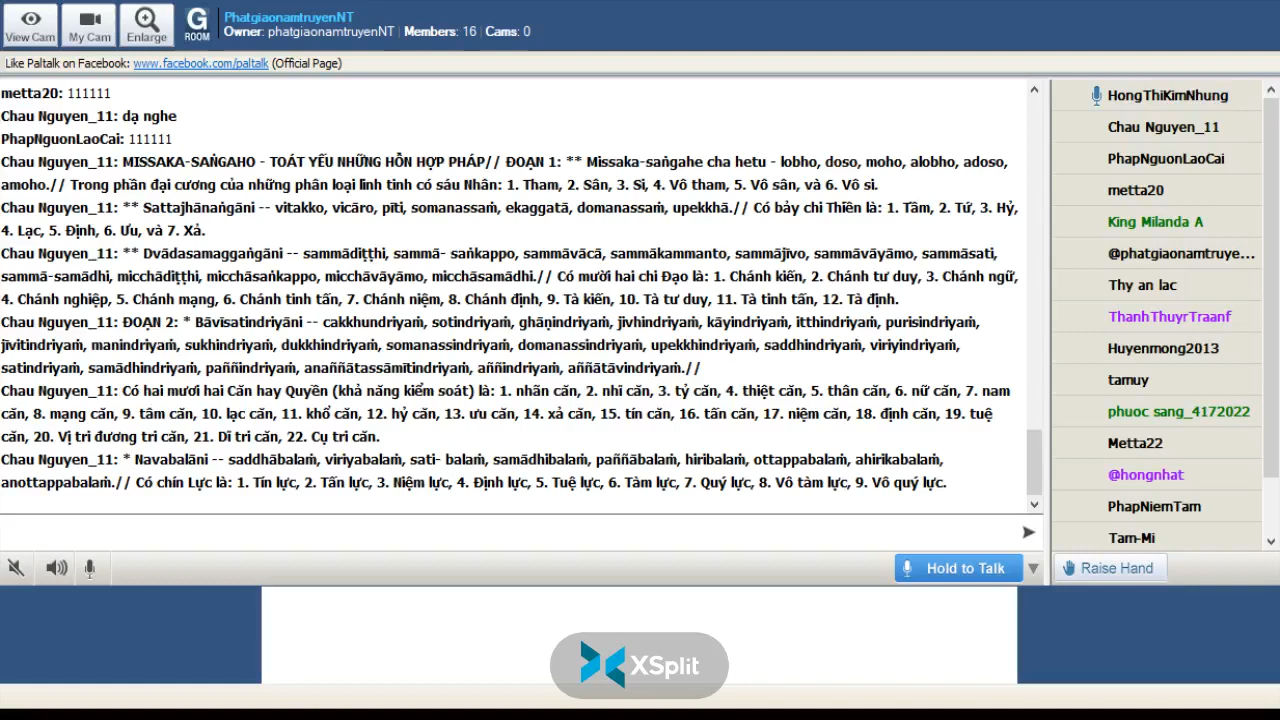 View Cam
My Cam
Enlarge
G
ROOM
PhatgiaonamtruyenNT
Owner: phatgiaonamtruyenNT Members: 16 Cams: 0
Like Paltalk on Facebook: www.facebook.com/paltalk (Official Page)
metta20: 111111
Chau Nguyen_11: dạ nghe
PhapNguonLaoCai: 111111
Chau Nguyen_11: MISSAKA-SAṄGAHO - TOÁT YẾU NHỮNG HỖN HỢP PHÁP// ĐOẠN 1: ** Missaka-saṅgahe cha hetu - lobho, doso, moho, alobho, adoso,
amoho.// Trong phần đại cương của những phân loại linh tinh có sáu Nhân: 1. Tham, 2. Sân, 3. Si, 4. Vô tham, 5. Vô sân, và 6. Vô si.
Chau Nguyen_11: ** Sattajhānaṅgāni -- vitakko, vicāro, pīti, somanassaṁ, ekaggatā, domanassaṁ, upekkhā.// Có bảy chi Thiền là: 1. Tầm, 2. Tứ, 3. Hỷ,
4. Lạc, 5. Định, 6. Ưu, và 7. Xả.
Chau Nguyen_11: ** Dvādasamaggaṅgāni -- sammādiṭṭhi, sammā- saṅkappo, sammāvācā, sammākammanto, sammājīvo, sammāvāyāmo, sammāsati,
sammā-samādhi, micchādiṭṭhi, micchāsaṅkappo, micchāvāyāmo, micchāsamādhi.// Có mười hai chi Đạo là: 1. Chánh kiến, 2. Chánh tư duy, 3. Chánh ngữ,
4. Chánh nghiệp, 5. Chánh mạng, 6. Chánh tinh tấn, 7. Chánh niệm, 8. Chánh định, 9. Tà kiến, 10. Tà tư duy, 11. Tà tinh tấn, 12. Tà định.
Chau Nguyen_11: ĐOẠN 2: * Bāvīsatindriyāni -- cakkhundriyaṁ, sotindriyaṁ, ghāṇindriyaṁ, jivhindriyaṁ, kāyindriyaṁ, itthindriyaṁ, purisindriyaṁ,
jīvitindriyaṁ, manindriyaṁ, sukhindriyaṁ, dukkhindriyaṁ, somanassindriyaṁ, domanassindriyaṁ, upekkhindriyaṁ, saddhindriyaṁ, viriyindriyaṁ,
satindriyaṁ, samādhindriyaṁ, paññindriyaṁ, anaññātassāmītindriyaṁ, aññindriyaṁ, aññātāvindriyaṁ.//
Chau Nguyen_11: Có hai mươi hai Căn hay Quyền (khả năng kiểm soát) là: 1. nhãn căn, 2. nhĩ căn, 3. tỷ căn, 4. thiệt căn, 5. thân căn, 6. nữ căn, 7. nam
căn, 8. mạng căn, 9. tâm căn, 10. lạc căn, 11. khổ căn, 12. hỷ căn, 13. ưu căn, 14. xả căn, 15. tín căn, 16. tấn căn, 17. niệm căn, 18. định căn, 19. tuệ
căn, 20. Vị tri đương tri căn, 21. Dĩ tri căn, 22. Cụ tri căn.
Chau Nguyen_11: * Navabalāni -- saddhābalaṁ, viriyabalaṁ, sati- balaṁ, samādhibalaṁ, paññābalaṁ, hiribalaṁ, ottappabalaṁ, ahirikabalaṁ,
anottappabalaṁ.// Có chín Lực là: 1. Tín lực, 2. Tấn lực, 3. Niệm lực, 4. Định lực, 5. Tuệ lực, 6. Tàm lực, 7. Quý lực, 8. Vô tàm lực, 9. Vô quý lực.
HongThiKimNhung
Chau Nguyen_11
PhapNguonLaoCai
metta20
King Milanda A
@phatgiaonamtruye...
Thy an lac
ThanhThuyrTraanf
Huyenmong2013
tamuy
phuoc sang_4172022
Metta22
@hongnhat
PhapNiemTam
Tam-Mi
Hold to Talk
Raise Hand
XSplit